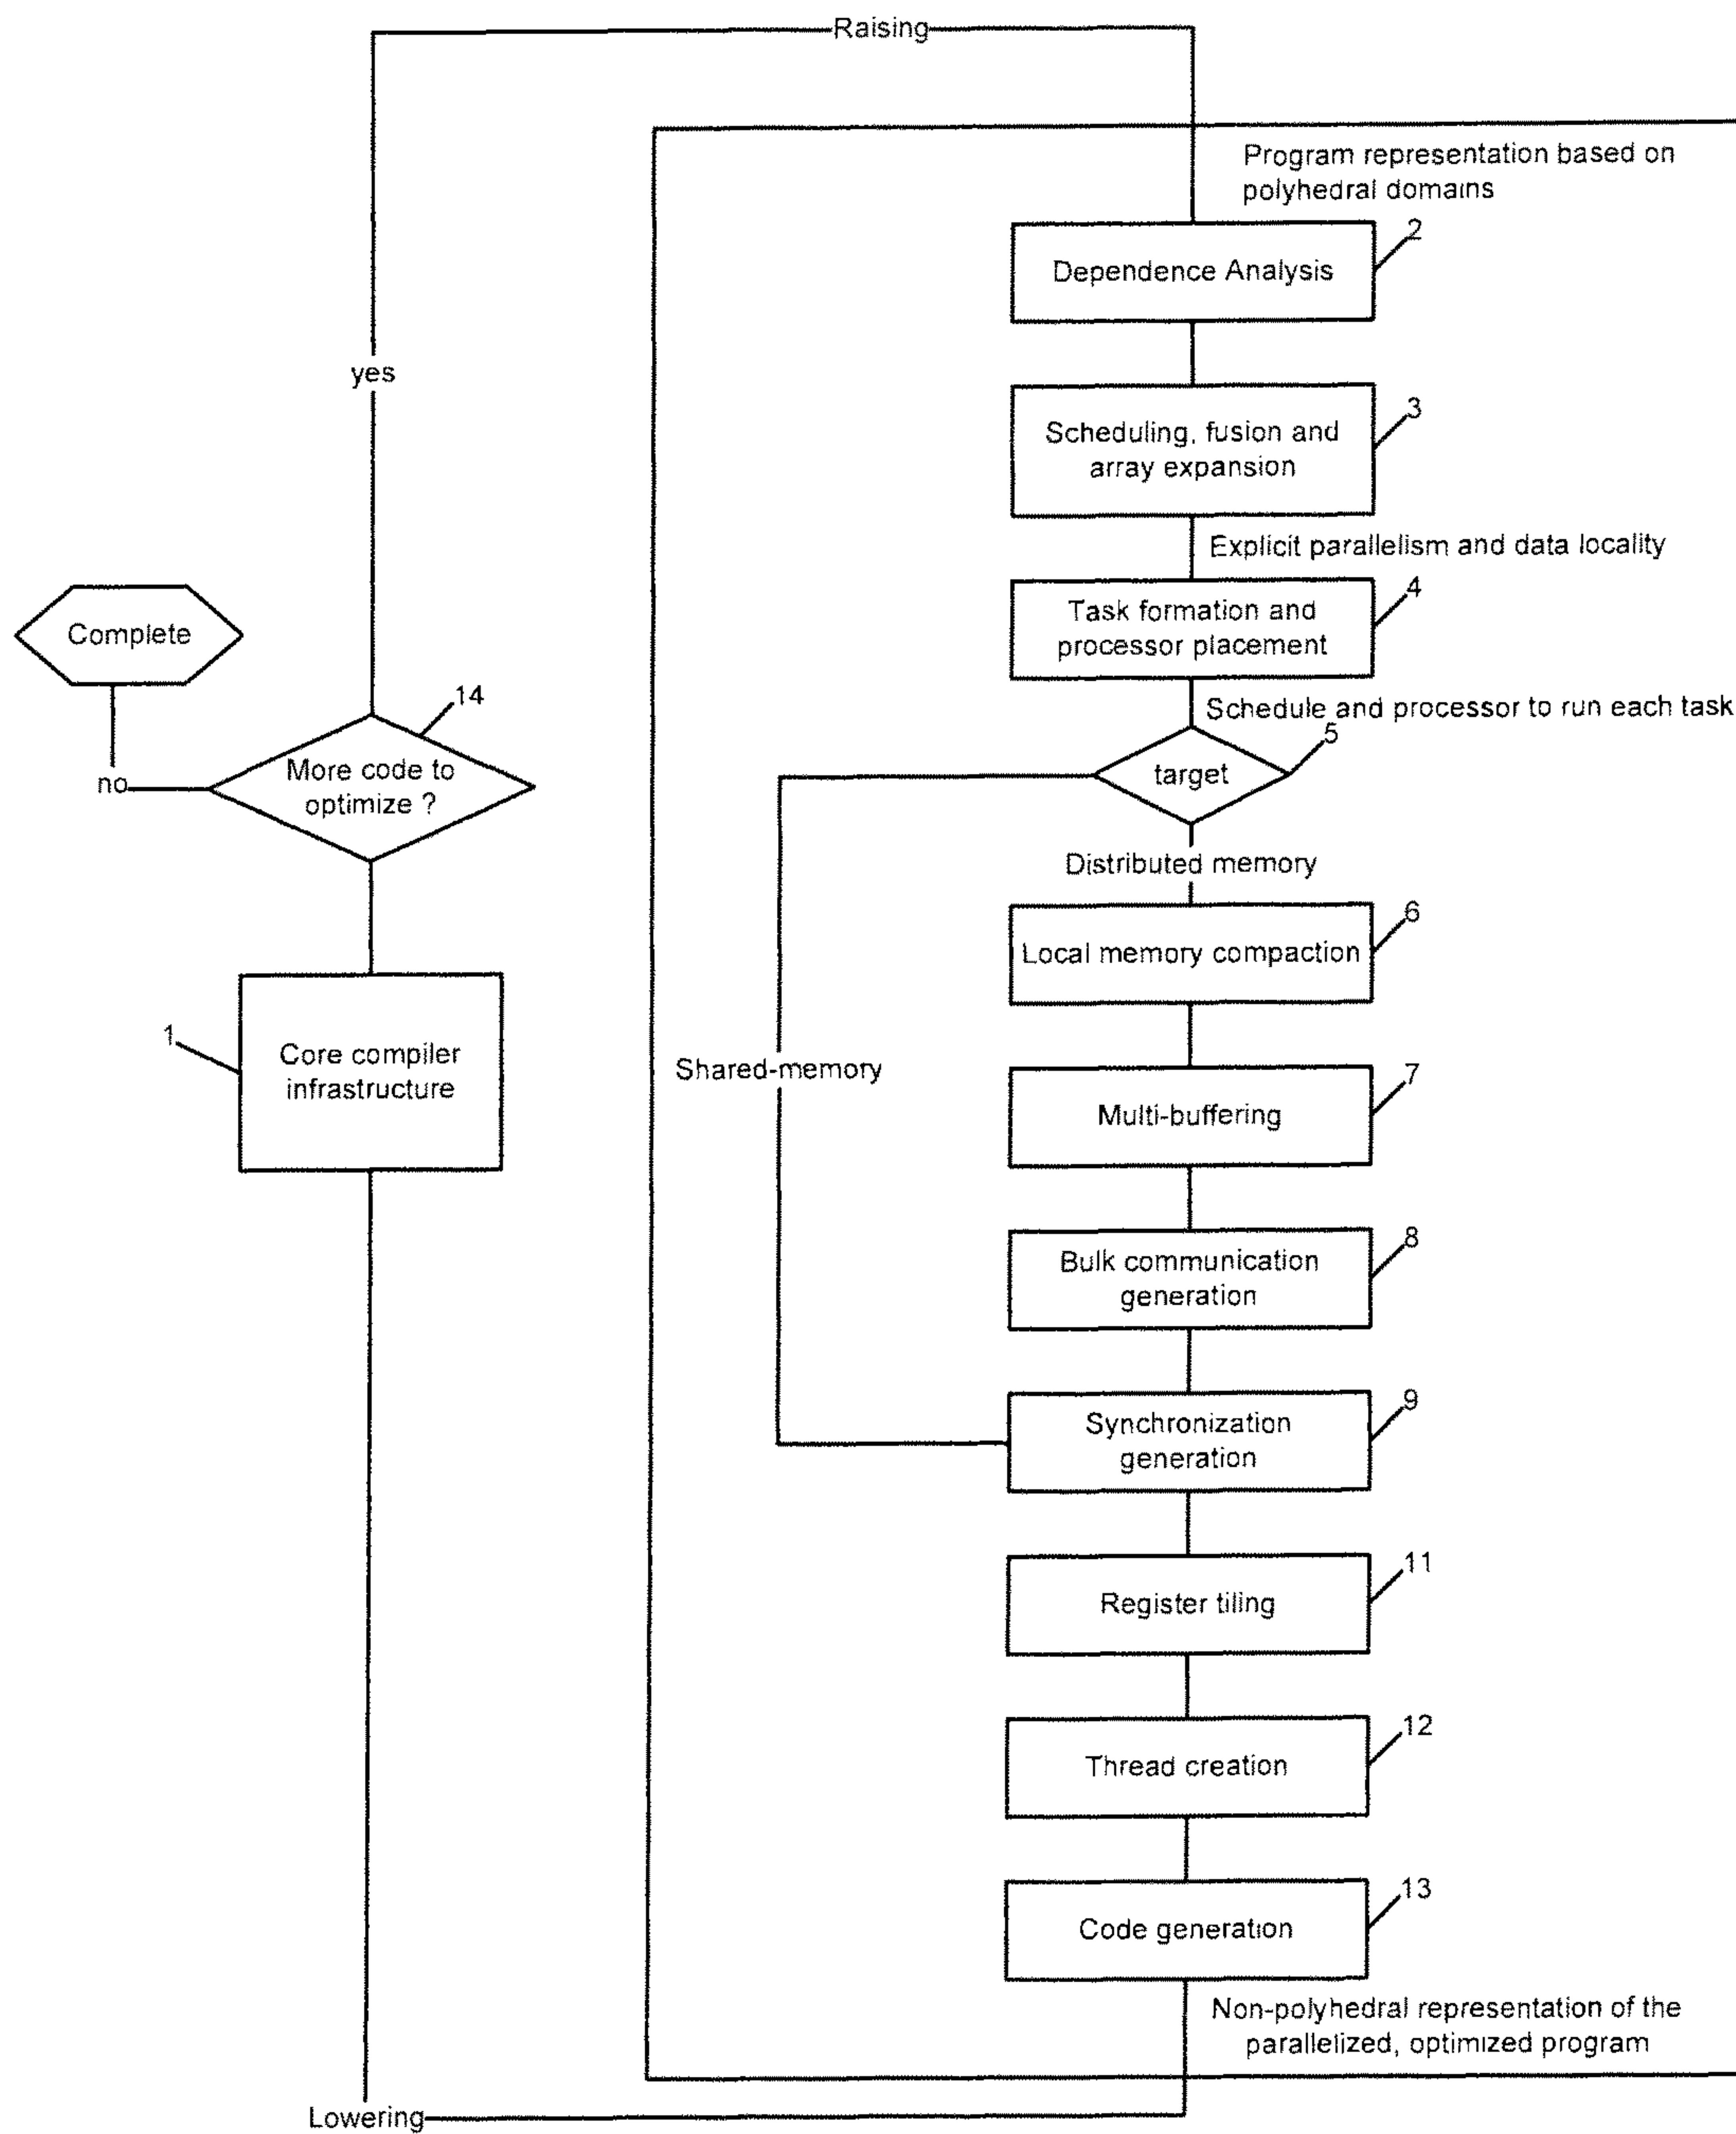 Raising
Program representation based on
polyhedral domains
2
Dependence Analysis
3
Scheduling, fusion and
array expansion
Explicit parallelism and data locality
4
Task formation and
processor placement
Schedule and processor to run each task
5
target
Distributed memory
6
Local memory compaction
Shared-memory
7
Multi-buffering
8
Bulk communication
generation
9
Synchronization
generation
11
Register tiling
12
Thread creation
13
Code generation
Non-polyhedral representation of the
parallelized, optimized program
yes
Complete
14
no
More code to
optimize ?
1
Core compiler
infrastructure
Lowering